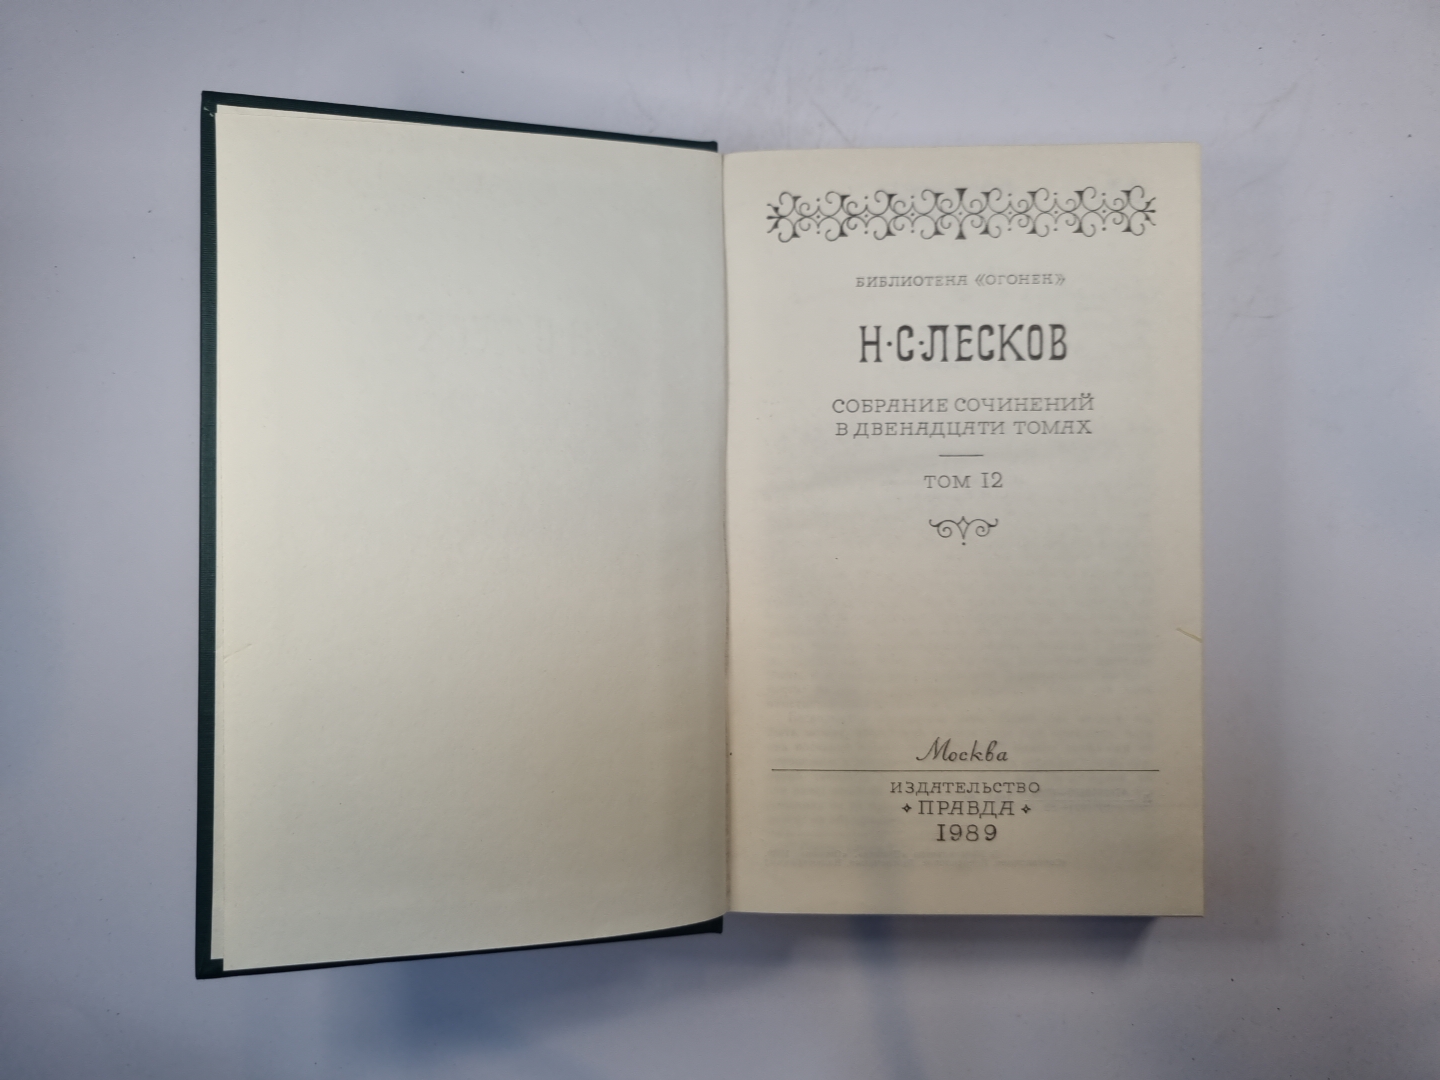 БИБЛИОТЕКА «ОГОНЕК»
Н·С·ЛЕСКОВ
СОБРАНИЕ СОЧИНЕНИЙ
В ДВЕНАДЦАТИ ТОМАХ
ТОМ 12
Москва
ИЗДАТЕЛЬСТВО
ПРАВДА
1989